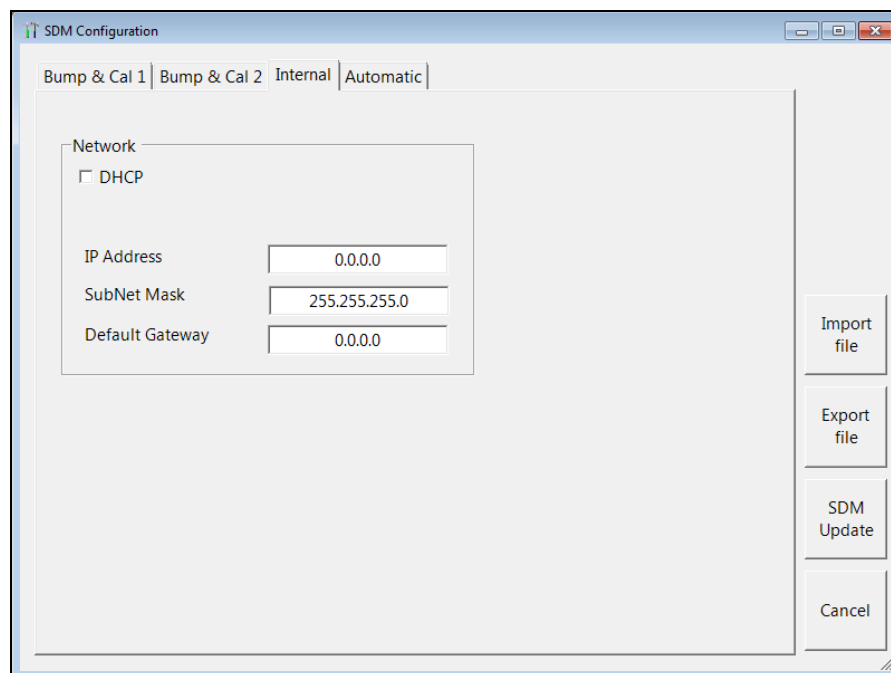 SDM Configuration
Bump & Cal 1
Bump & Cal 2
Internal
Automatic
Network
DHCP
IP Address
0.0.0.0
SubNet Mask
255.255.255.0
Default Gateway
0.0.0.0
Import
file
Export
file
SDM
Update
Cancel